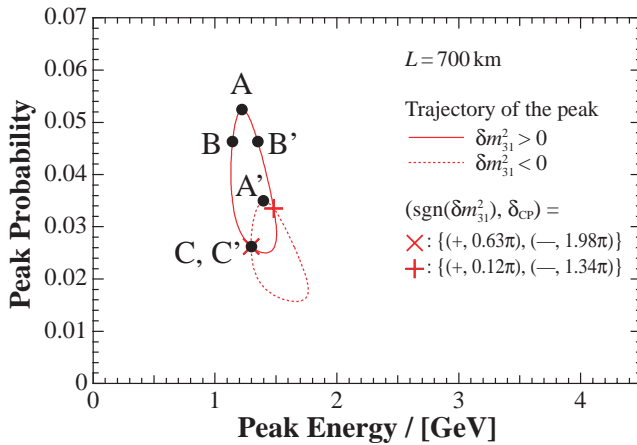 0.07
0.06
0.05
0.04
0.03
0.02
0.01
0
0 1 2 3 4
Peak Probability
Peak Energy / [GeV]
A
B B'
A'
C, C'
L = 700 km
Trajectory of the peak
δm²₃₁ > 0
δm²₃₁ < 0
(sgn(δm²₃₁), δCP) =
×: {(+, 0.63π), (—, 1.98π)}
+: {(+, 0.12π), (—, 1.34π)}